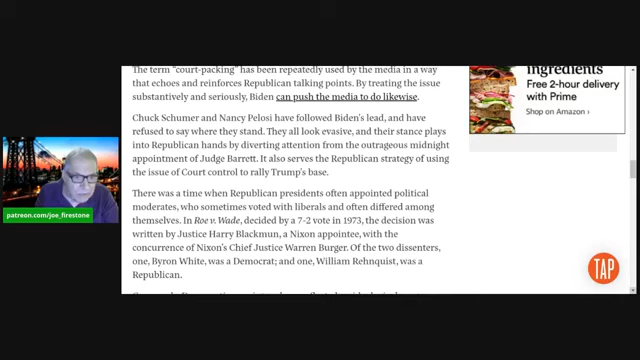 The term “court-packing” has been repeatedly used by the media in a way
that echoes and reinforces Republican talking points. By treating the issue
substantively and seriously, Biden can push the media to do likewise.
Chuck Schumer and Nancy Pelosi have followed Biden’s lead, and have
refused to say where they stand. They all look evasive, and their stance plays
into Republican hands by diverting attention from the outrageous midnight
appointment of Judge Barrett. It also serves the Republican strategy of using
the issue of Court control to rally Trump’s base.
There was a time when Republican presidents often appointed political
moderates, who sometimes voted with liberals and often differed among
themselves. In Roe v. Wade, decided by a 7-2 vote in 1973, the decision was
written by Justice Harry Blackmun, a Nixon appointee, with the
concurrence of Nixon’s Chief Justice Warren Burger. Of the two dissenters,
one, Byron White, was a Democrat; and one, William Rehnquist, was a
Republican.
ingredients
Free 2-hour delivery
with Prime
Shop on Amazon ›
TAP
patreon.com/joe_firestone